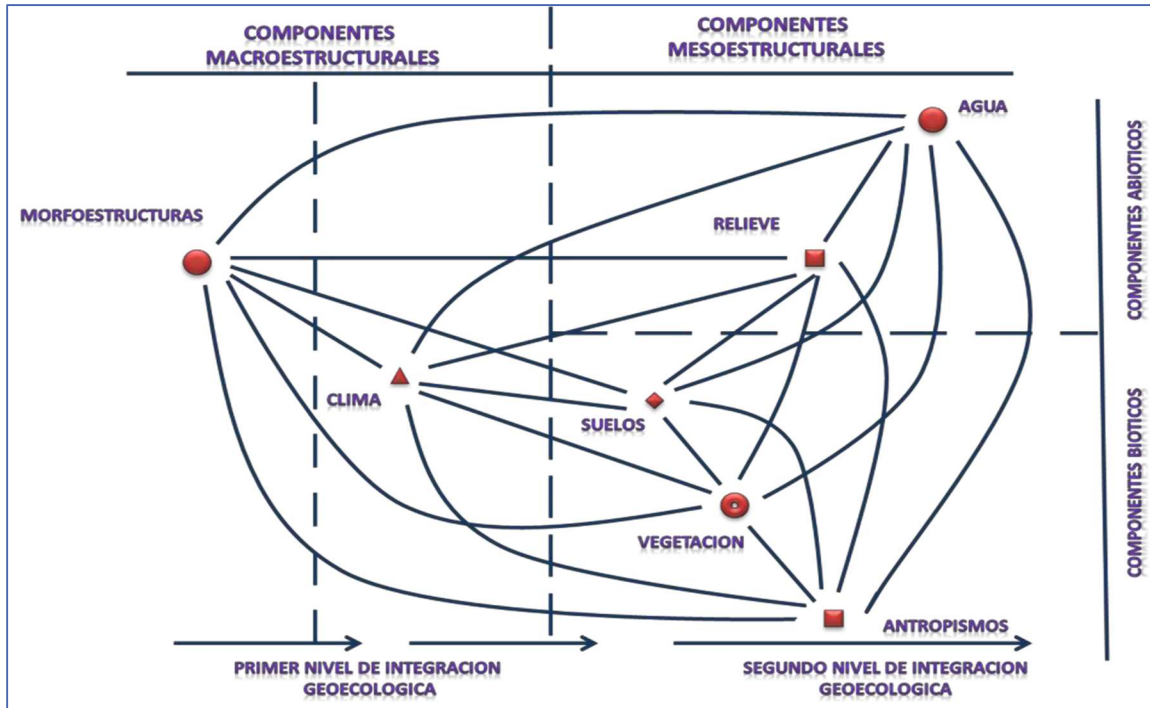 COMPONENTES
MACROESTRUCTURALES
COMPONENTES
MESOESTRUCTURALES
AGUA
MORFOESTRUCTURAS
RELIEVE
COMPONENTES ABIOTICOS
CLIMA
SUELOS
VEGETACION
COMPONENTES BIOTICOS
ANTROPISMOS
PRIMER NIVEL DE INTEGRACION
GEOECOLOGICA
SEGUNDO NIVEL DE INTEGRACION
GEOECOLOGICA